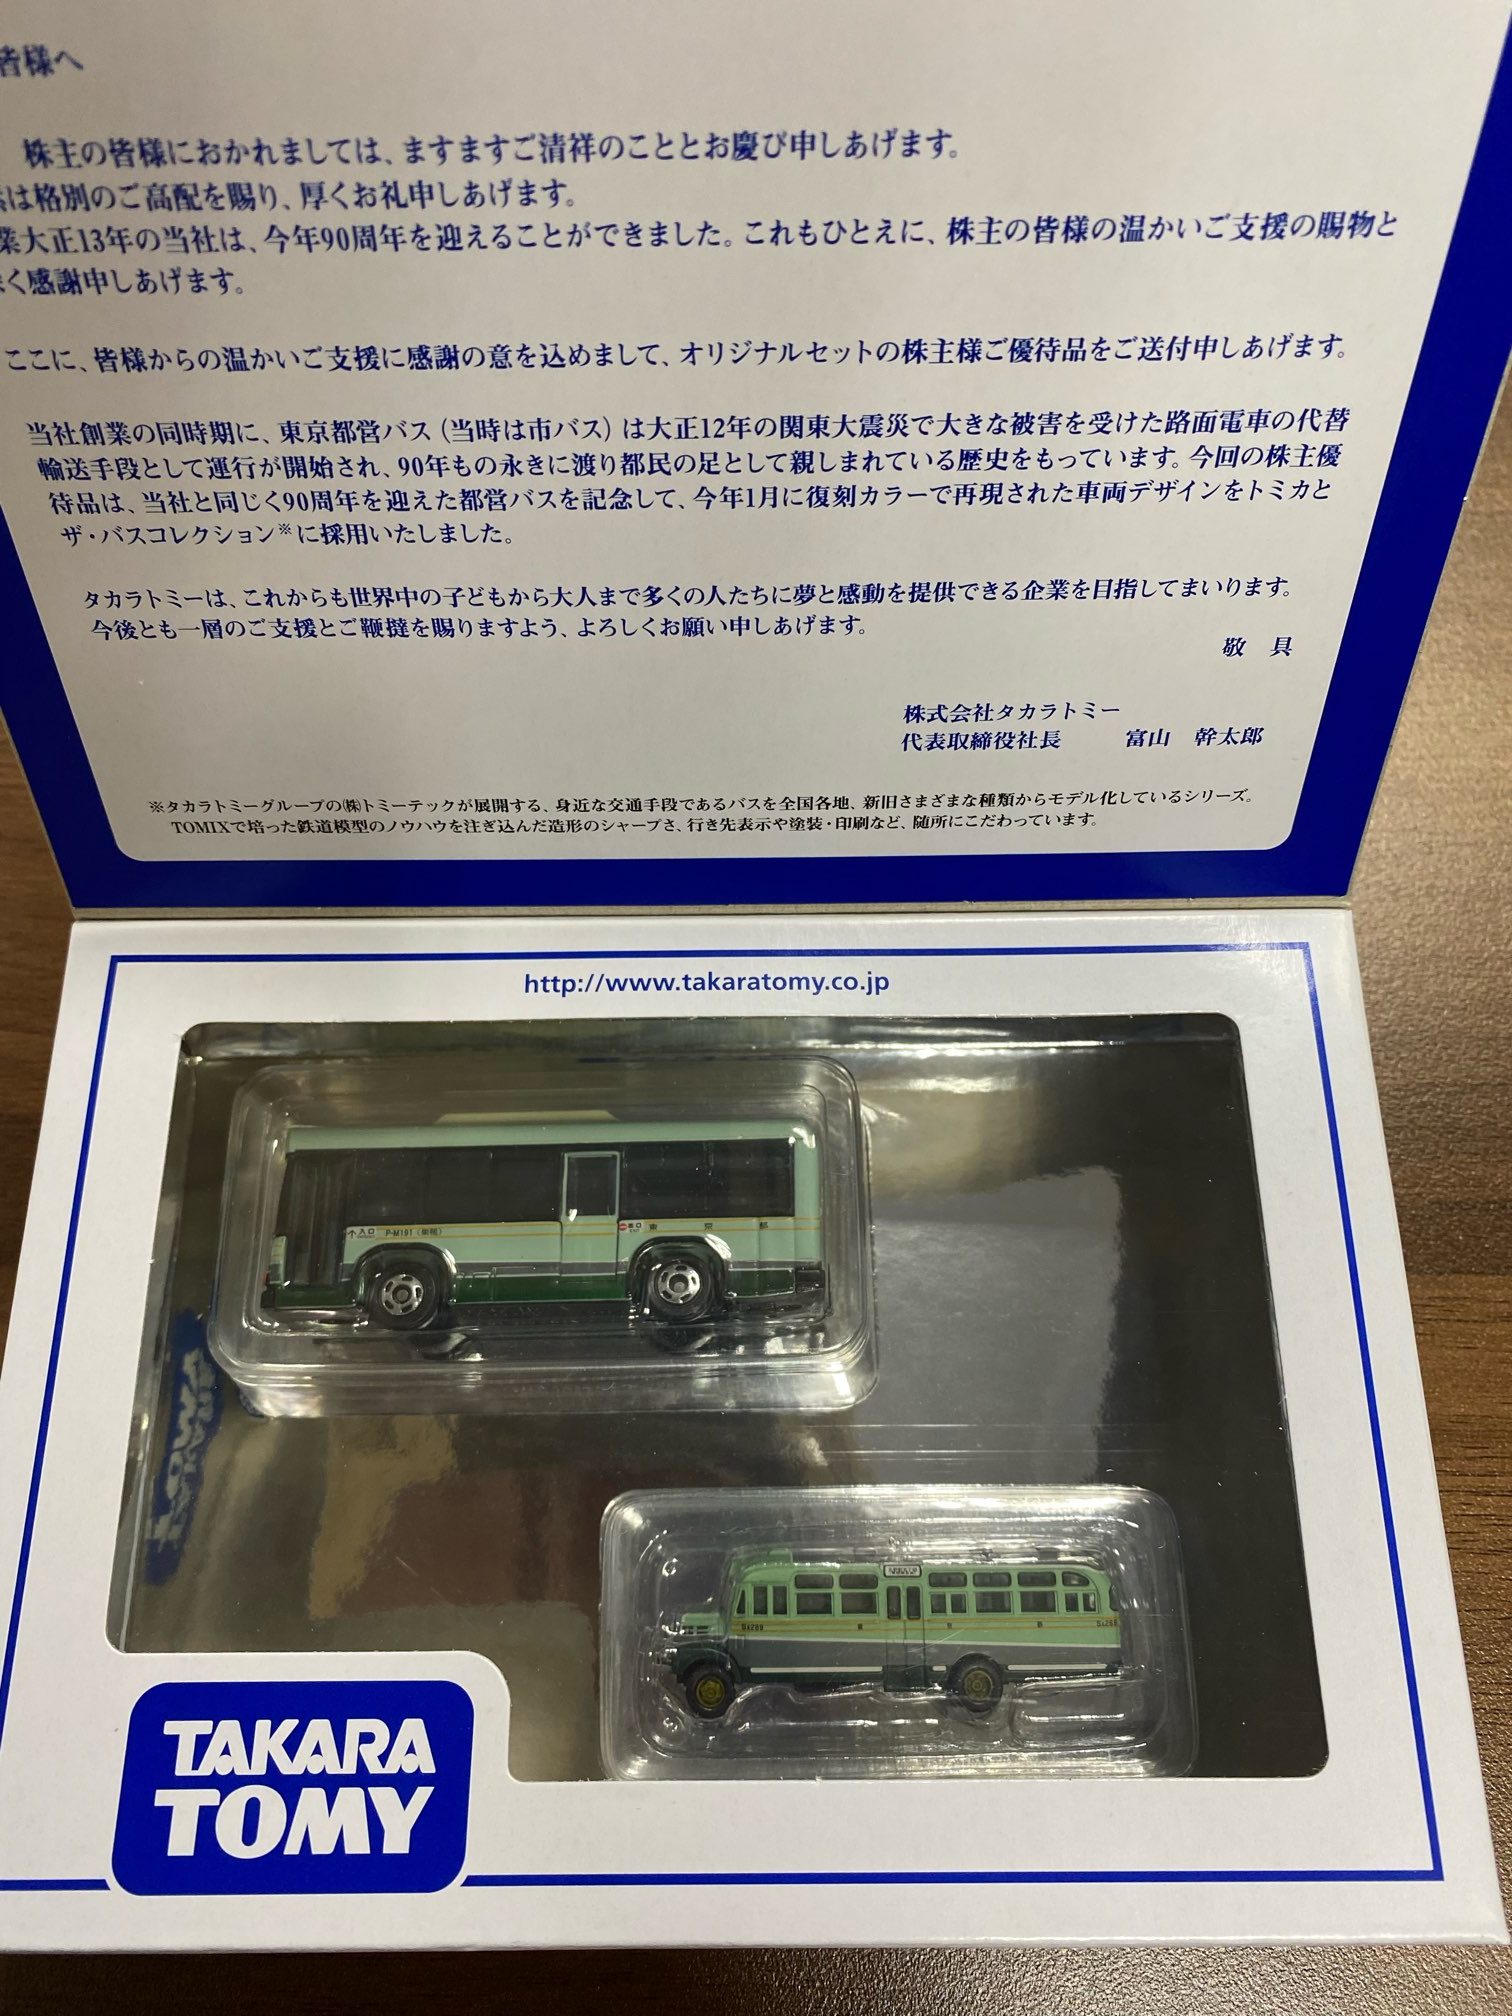 皆様へ
株主の皆様におかれましては、ますますご清祥のこととお慶び申しあげます。
は格別のご高配を賜り、厚くお礼申しあげます。
業大正13年の当社は、今年90周年を迎えることができました。これもひとえに、株主の皆様の温かいご支援の賜物と
く感謝申しあげます。
ここに、皆様からの温かいご支援に感謝の意を込めまして、オリジナルセットの株主様ご優待品をご送付申しあげます。
当社創業の同時期に、東京都営バス（当時は市バス）は大正12年の関東大震災で大きな被害を受けた路面電車の代替
輸送手段として運行が開始され、90年もの永きに渡り都民の足として親しまれている歴史をもっています。今回の株主優
待品は、当社と同じく90周年を迎えた都営バスを記念して、今年1月に復刻カラーで再現された車両デザインをトミカと
ザ・バスコレクション※に採用いたしました。
タカラトミーは、これからも世界中の子どもから大人まで多くの人たちに夢と感動を提供できる企業を目指してまいります。
今後とも一層のご支援とご鞭撻を賜りますよう、よろしくお願い申しあげます。
敬 具
株式会社タカラトミー
代表取締役社長 富山 幹太郎
※タカラトミーグループの㈱トミーテックが展開する、身近な交通手段であるバスを全国各地、新旧さまざまな種類からモデル化しているシリーズ。
TOMIXで培った鉄道模型のノウハウを注ぎ込んだ造形のシャープさ、行き先表示や塗装・印刷など、随所にこだわっています。
http://www.takaratomy.co.jp
入口 P-M191（巣鴨） 出口 東 京 都
TAKARA
TOMY